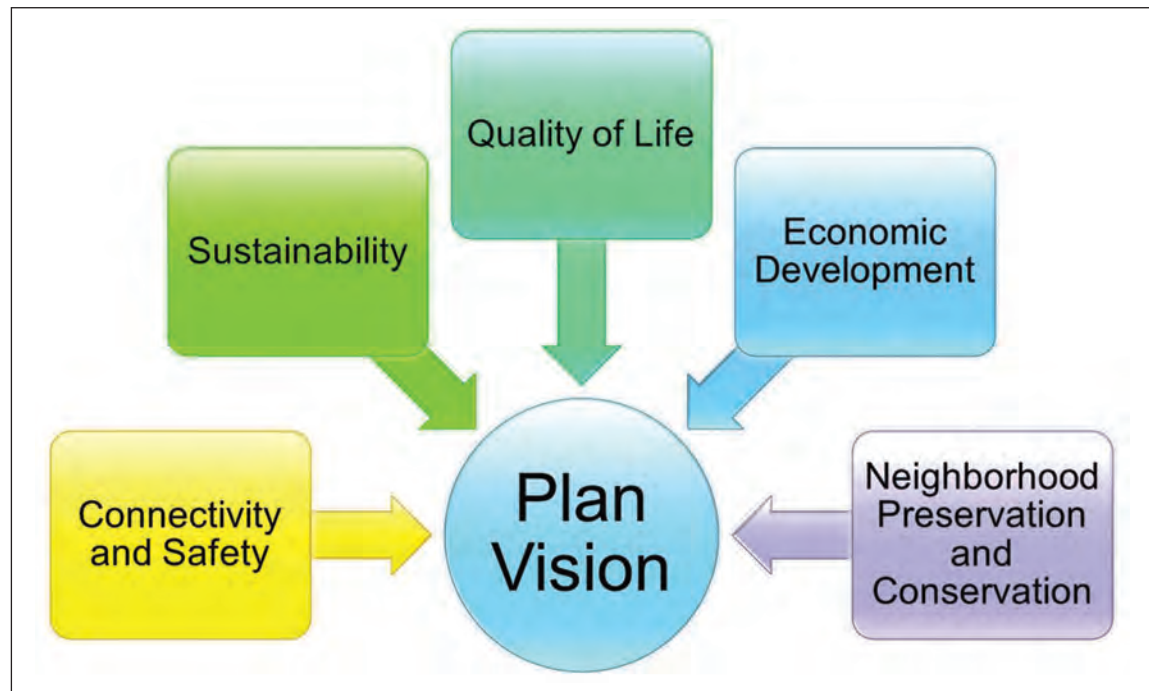 Quality of Life
Sustainability
Economic
Development
Connectivity
and Safety
Plan
Vision
Neighborhood
Preservation
and
Conservation